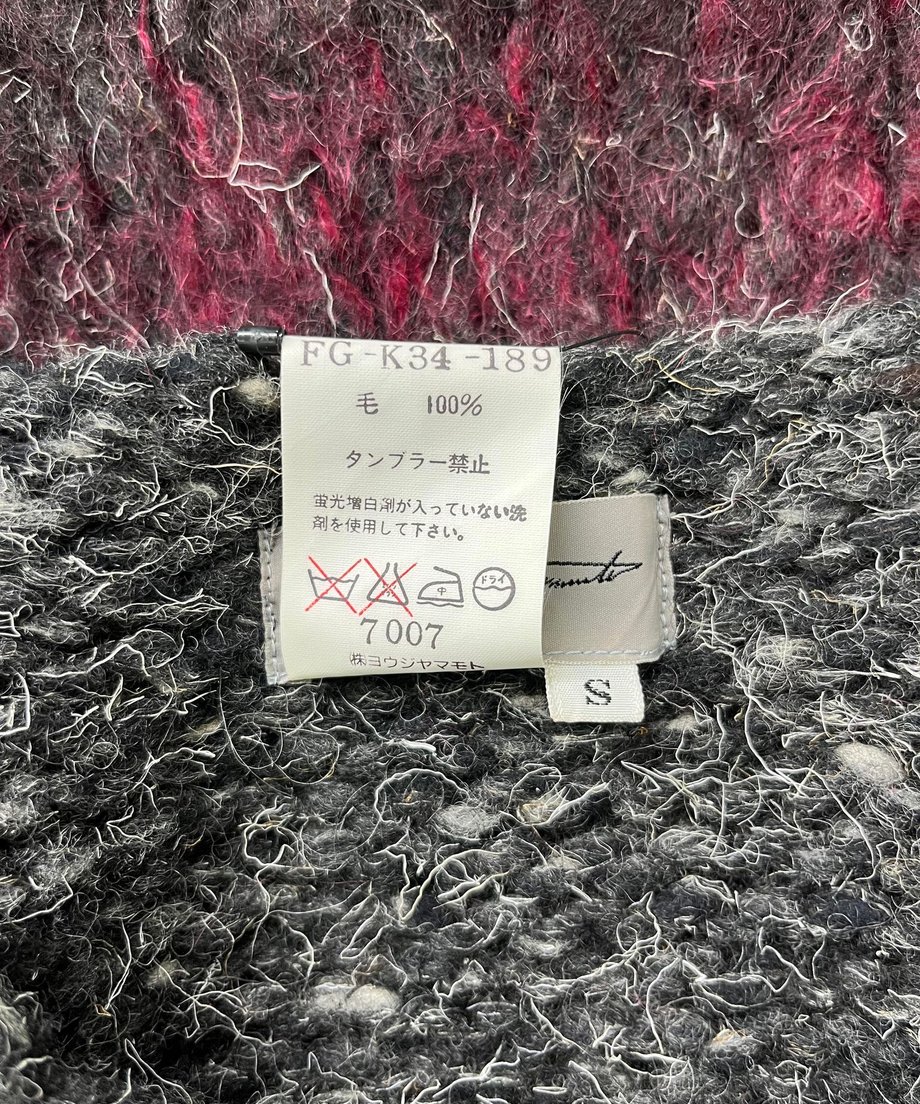 FG-K34-189
毛 100%
タンブラー禁止
蛍光増白剤が入っていない洗
剤を使用して下さい。
中 ドライ
7007
㈱ヨウジヤマモト
S